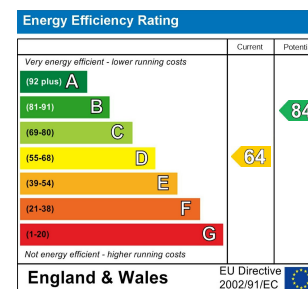 Energy Efficiency Rating
Current Potenti
Very energy efficient - lower running costs
(92 plus) A
(81-91) B
84
(69-80) C
(55-68) D
64
(39-54) E
(21-38) F
(1-20) G
Not energy efficient - higher running costs
England & Wales
EU Directive
2002/91/EC